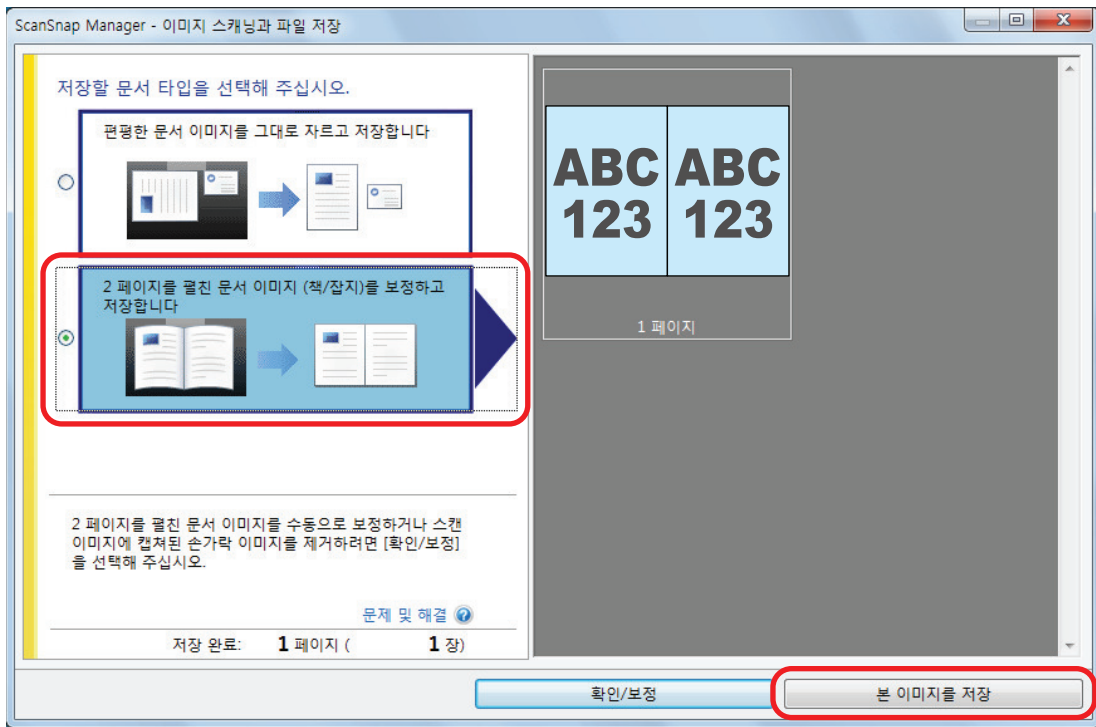 ScanSnap Manager - 이미지 스캐닝과 파일 저장
저장할 문서 타입을 선택해 주십시오.
편평한 문서 이미지를 그대로 자르고 저장합니다
2 페이지를 펼친 문서 이미지 (책/잡지)를 보정하고
저장합니다
2 페이지를 펼친 문서 이미지를 수동으로 보정하거나 스캔
이미지에 캡쳐된 손가락 이미지를 제거하려면 [확인/보정]
을 선택해 주십시오.
문제 및 해결 ?
저장 완료: 1 페이지 ( 1 장)
ABC ABC
123 123
1 페이지
확인/보정
본 이미지를 저장